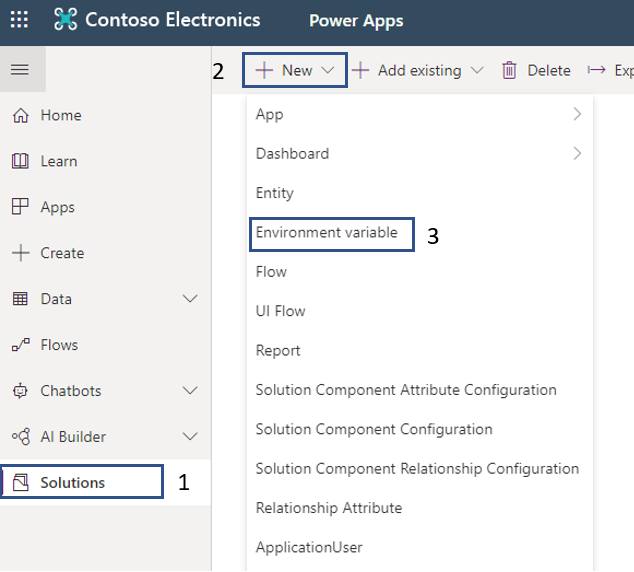 Contoso Electronics Power Apps
2 New Add existing Delete Exp
Home
Learn
Apps
Create
Data
Flows
Chatbots
AI Builder
Solutions 1
App
Dashboard
Entity
Environment variable 3
Flow
UI Flow
Report
Solution Component Attribute Configuration
Solution Component Configuration
Solution Component Relationship Configuration
Relationship Attribute
ApplicationUser